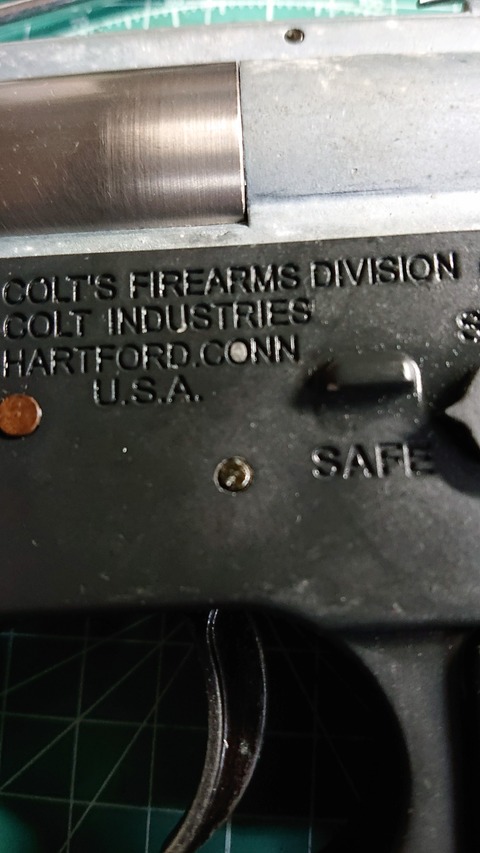 COLT'S FIREARMS DIVISION
COLT INDUSTRIES
HARTFORD.CONN
U.S.A.
SAFE